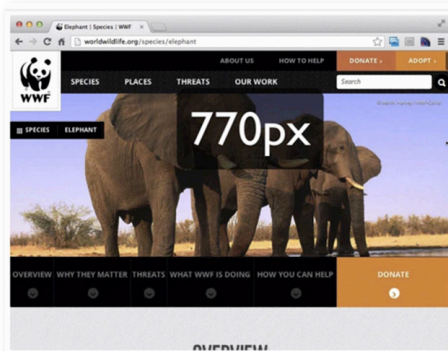 Elephant | Species | WWF
worldwildlife.org/species/elephant
ABOUT US HOW TO HELP DONATE › ADOPT ›
WWF
SPECIES PLACES THREATS OUR WORK Search
770px
SPECIES ELEPHANT
OVERVIEW WHY THEY MATTER THREATS WHAT WWF IS DOING HOW YOU CAN HELP DONATE
OVERVIEW